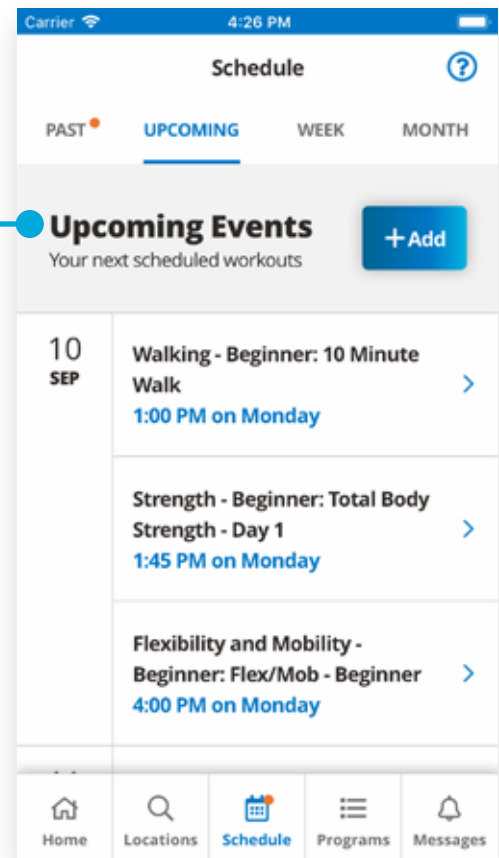 Carrier 4:26 PM
Schedule ?
PAST UPCOMING WEEK MONTH
Upcoming Events
Your next scheduled workouts
+Add
10
SEP
Walking - Beginner: 10 Minute
Walk
1:00 PM on Monday
Strength - Beginner: Total Body
Strength - Day 1
1:45 PM on Monday
Flexibility and Mobility -
Beginner: Flex/Mob - Beginner
4:00 PM on Monday
Home Locations Schedule Programs Messages